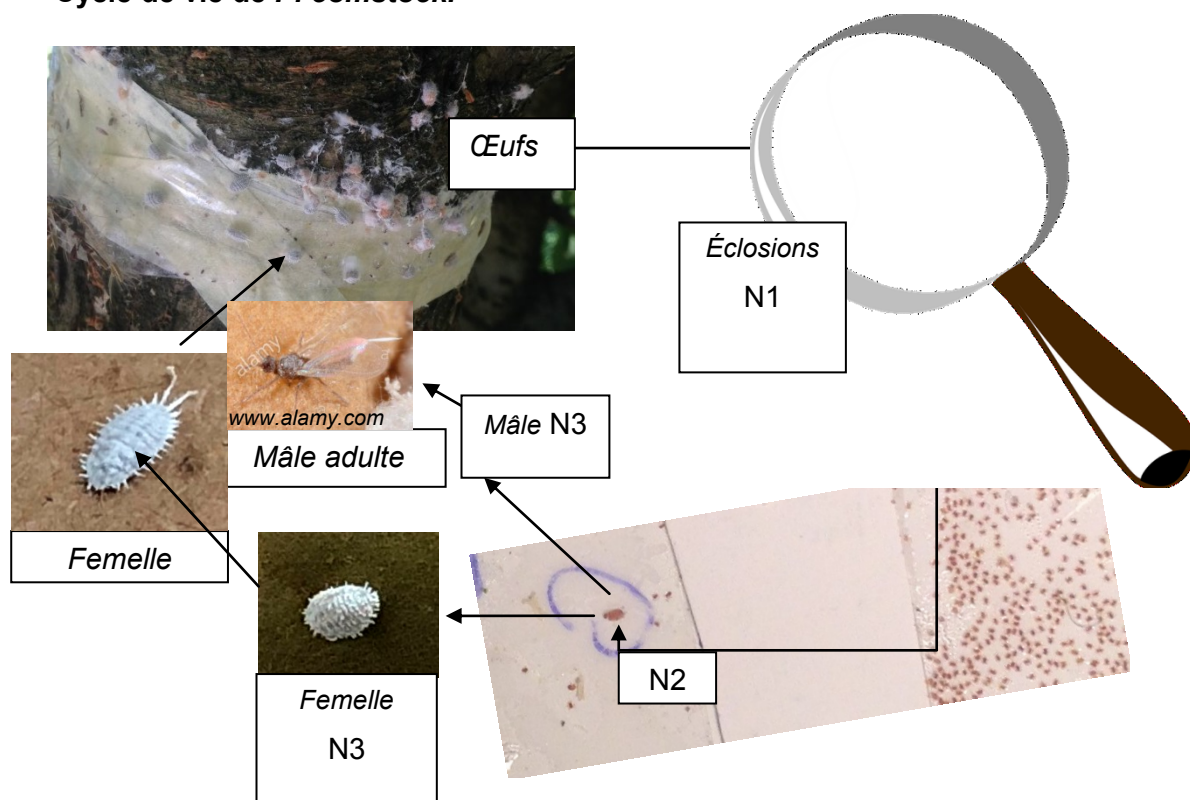 Cycle de vie de P. comstocki
Œufs
Éclosions
N1
alamy
a
www.alamy.com
Mâle adulte
Mâle N3
Femelle
N2
Femelle
N3